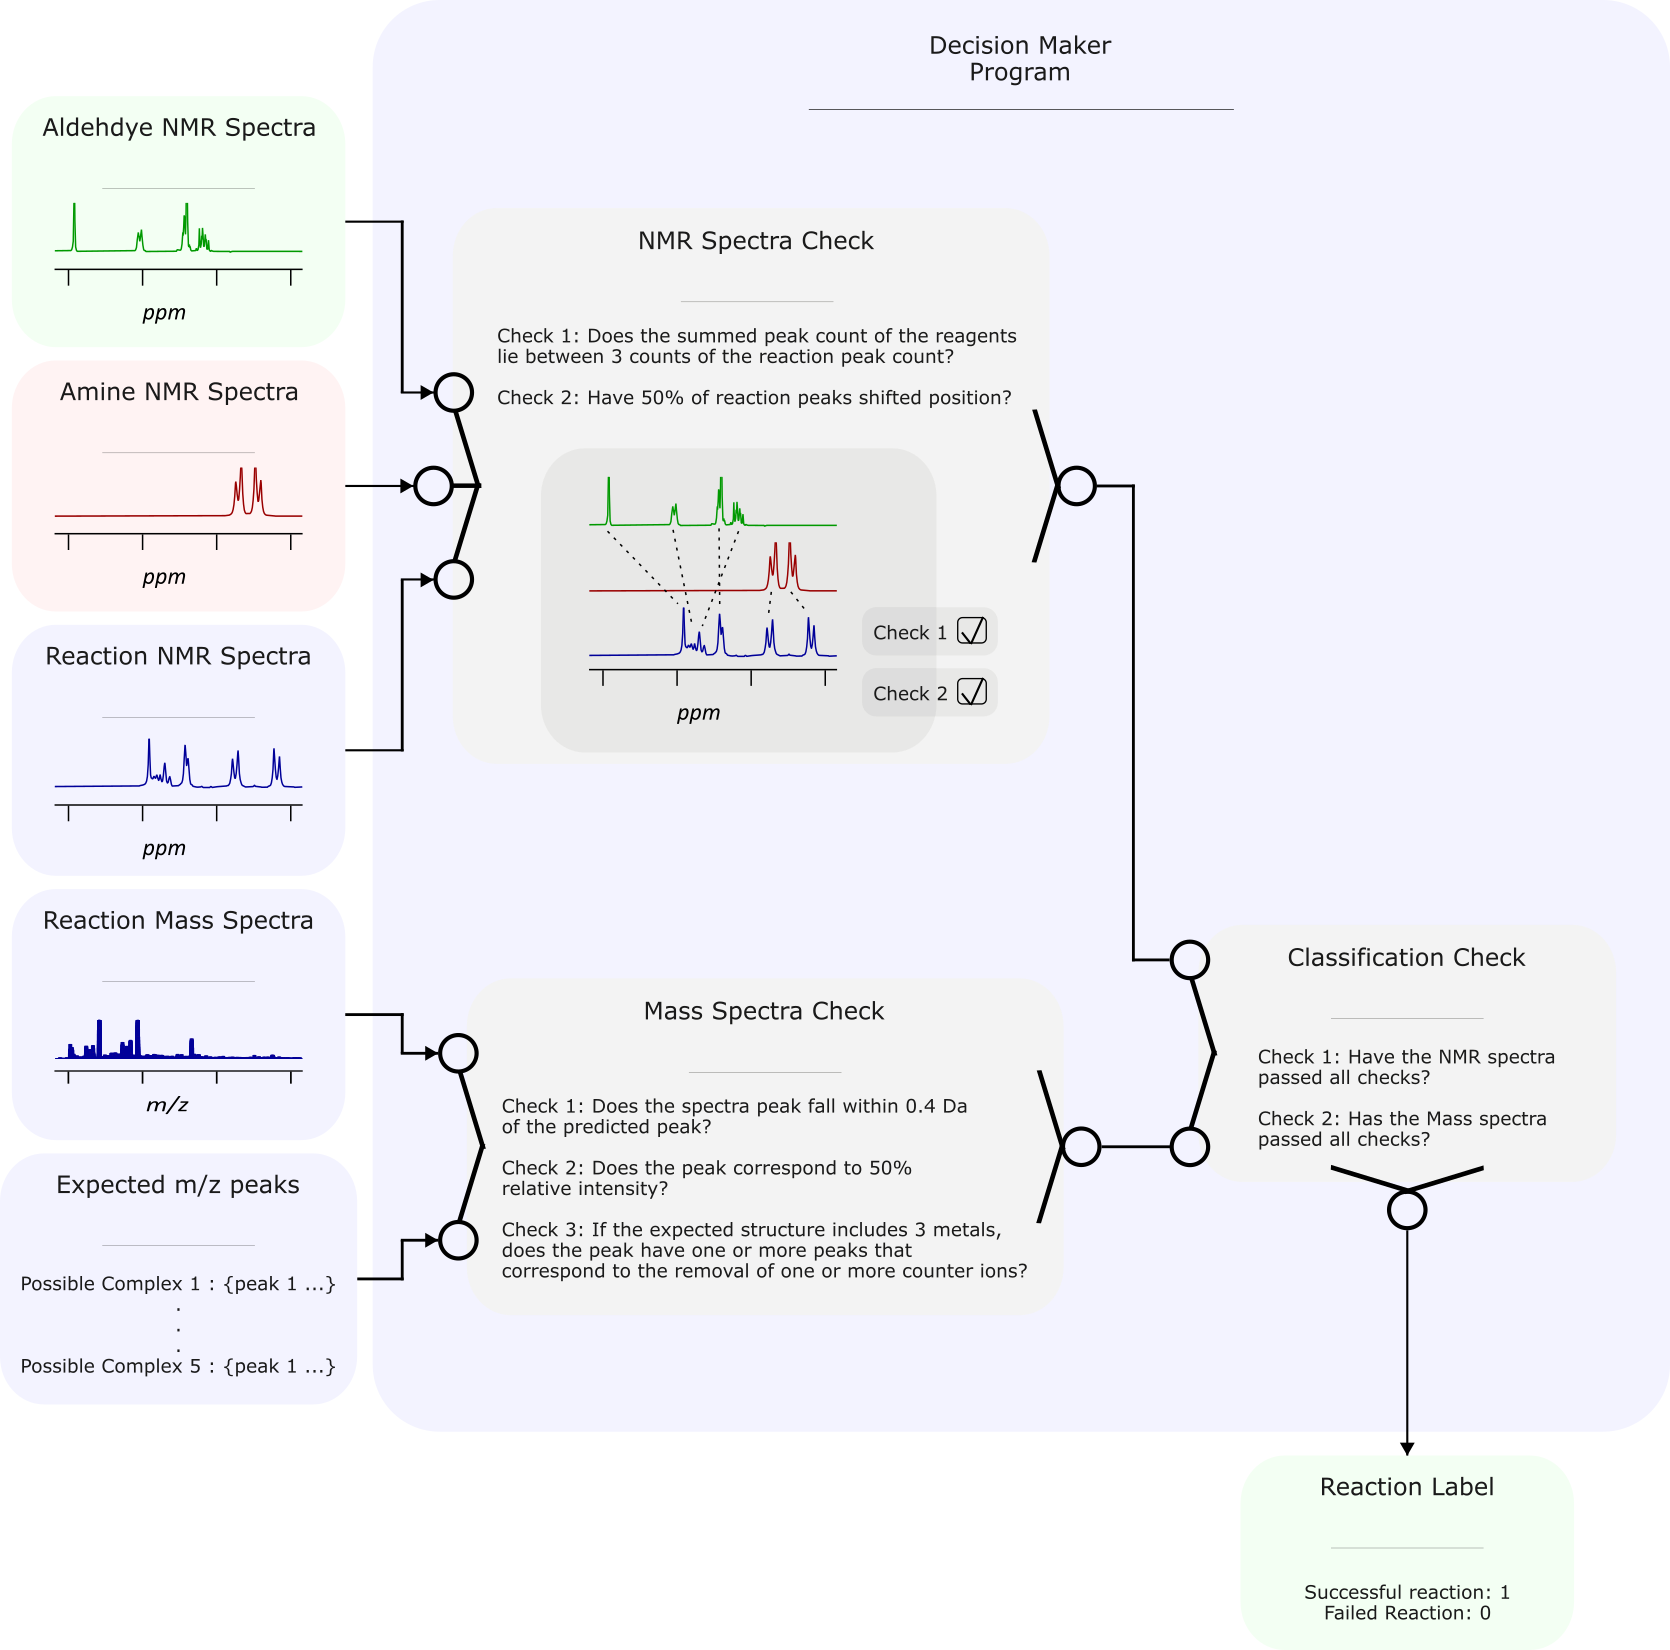 Decision Maker
Program
Aldehdye NMR Spectra
ppm
Amine NMR Spectra
ppm
Reaction NMR Spectra
ppm
Reaction Mass Spectra
m/z
Expected m/z peaks
Possible Complex 1 : {peak 1 ...}
.
.
.
Possible Complex 5 : {peak 1 ...}
NMR Spectra Check
Check 1: Does the summed peak count of the reagents
lie between 3 counts of the reaction peak count?
Check 2: Have 50% of reaction peaks shifted position?
ppm
Check 1
Check 2
Mass Spectra Check
Check 1: Does the spectra peak fall within 0.4 Da
of the predicted peak?
Check 2: Does the peak correspond to 50%
relative intensity?
Check 3: If the expected structure includes 3 metals,
does the peak have one or more peaks that
correspond to the removal of one or more counter ions?
Classification Check
Check 1: Have the NMR spectra
passed all checks?
Check 2: Has the Mass spectra
passed all checks?
Reaction Label
Successful reaction: 1
Failed Reaction: 0